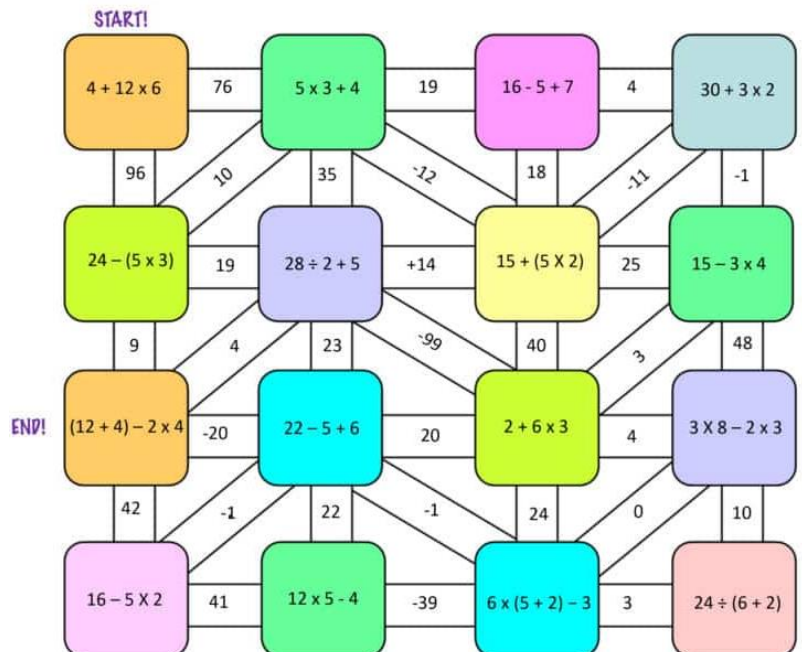 START!
4 + 12 x 6 76 5 x 3 + 4 19 16 - 5 + 7 4 30 + 3 x 2
96 10 35 -12 18 -11 -1
24 – (5 x 3) 19 28 ÷ 2 + 5 +14 15 + (5 X 2) 25 15 – 3 x 4
9 4 23 -99 40 3 48
END! (12 + 4) – 2 x 4 -20 22 – 5 + 6 20 2 + 6 x 3 4 3 X 8 – 2 x 3
42 -1 22 -1 24 0 10
16 – 5 X 2 41 12 x 5 - 4 -39 6 x (5 + 2) – 3 3 24 ÷ (6 + 2)